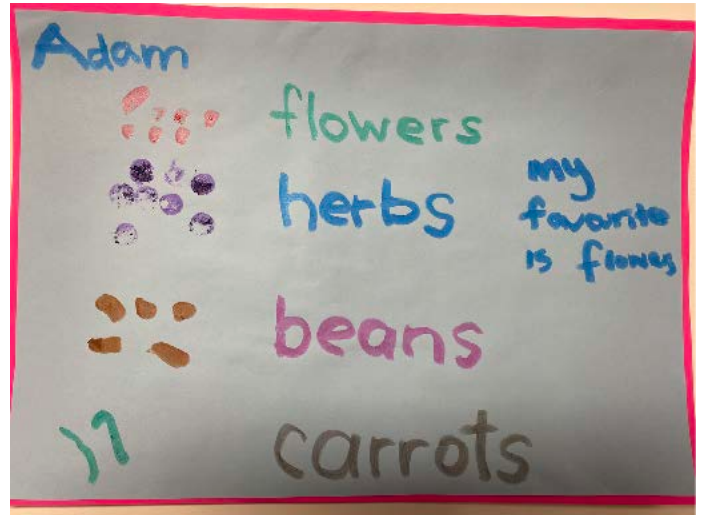 Adam
flowers
herbs
my
favorite
is flowes
beans
carrots